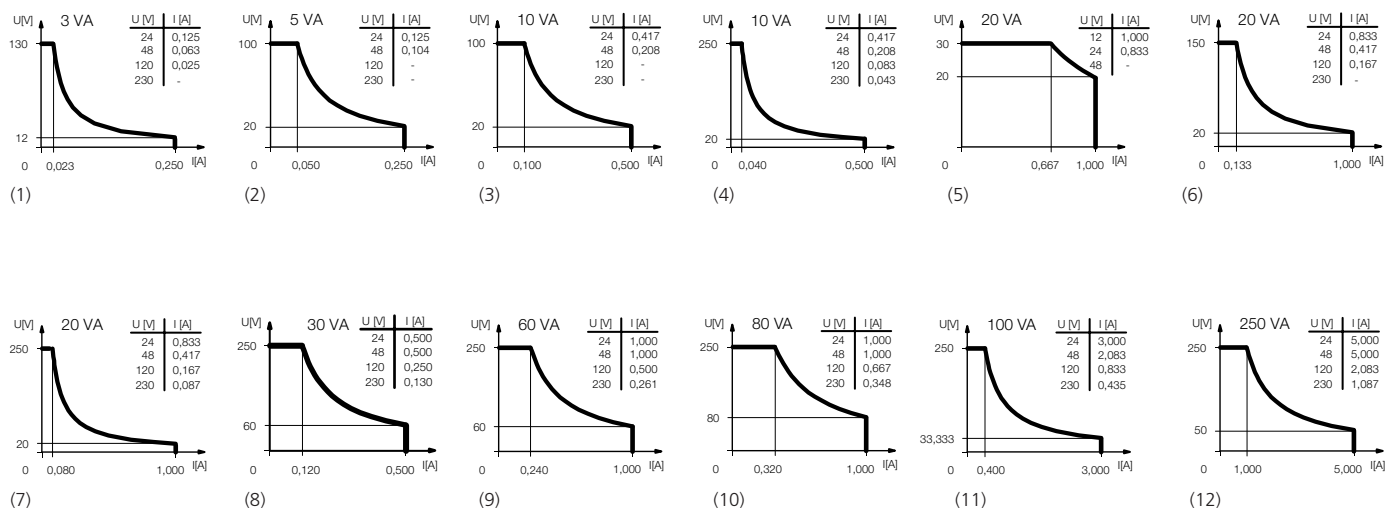 U[V] 3 VA
U [V] I [A]
24 0,125
48 0,063
120 0,025
230 -
130
12
0 0,023 0,250 I[A]
(1)
U[V] 5 VA
U [V] I [A]
24 0,125
48 0,104
120 -
230 -
100
20
0 0,050 0,250 I[A]
(2)
U[V] 10 VA
U [V] I [A]
24 0,417
48 0,208
120 -
230 -
100
20
0 0,100 0,500 I[A]
(3)
U[V] 10 VA
U [V] I [A]
24 0,417
48 0,208
120 0,083
230 0,043
250
20
0 0,040 0,500 I[A]
(4)
U[V] 20 VA
U [V] I [A]
12 1,000
24 0,833
48 -
30
20
0 0,667 1,000 I[A]
(5)
U[V] 20 VA
U [V] I [A]
24 0,833
48 0,417
120 0,167
230 -
150
20
0 0,133 1,000 I[A]
(6)
U[V] 20 VA
U [V] I [A]
24 0,833
48 0,417
120 0,167
230 0,087
250
20
0 0,080 1,000 I[A]
(7)
U[V] 30 VA
U [V] I [A]
24 0,500
48 0,500
120 0,250
230 0,130
250
60
0 0,120 0,500 I[A]
(8)
U[V] 60 VA
U [V] I [A]
24 1,000
48 1,000
120 0,500
230 0,261
250
60
0 0,240 1,000 I[A]
(9)
U[V] 80 VA
U [V] I [A]
24 1,000
48 1,000
120 0,667
230 0,348
250
80
0 0,320 1,000 I[A]
(10)
U[V] 100 VA
U [V] I [A]
24 3,000
48 2,083
120 0,833
230 0,435
250
33,333
0 0,400 3,000 I[A]
(11)
U[V] 250 VA
U [V] I [A]
24 5,000
48 5,000
120 2,083
230 1,087
250
50
0 1,000 5,000 I[A]
(12)